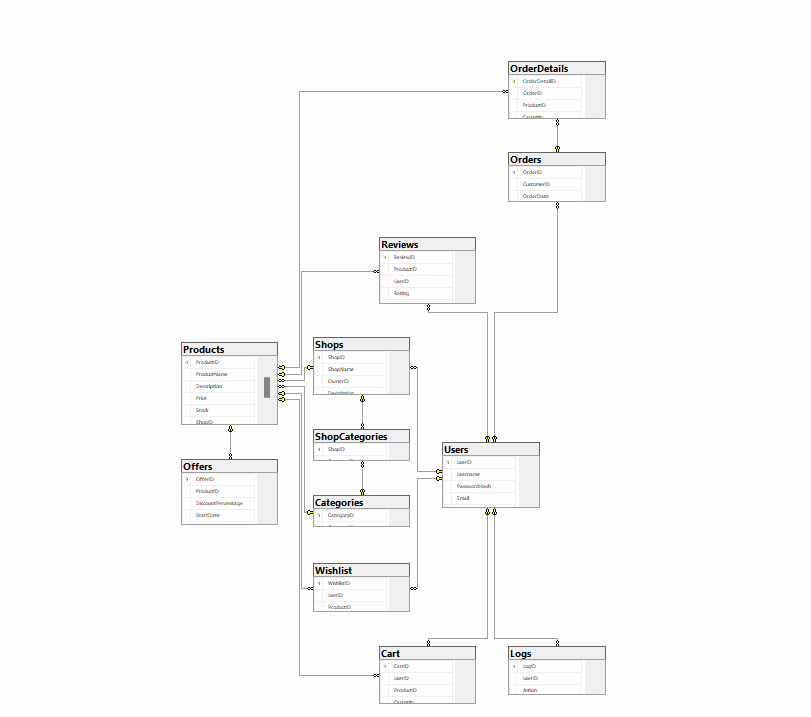 OrderDetails
OrderDetailID
OrderID
ProductID
Quantity
Orders
OrderID
CustomerID
OrderDate
Reviews
ReviewID
ProductID
UserID
Rating
Products
ProductID
ProductName
Description
Price
Stock
ShopID
Shops
ShopID
ShopName
OwnerID
Description
ShopCategories
ShopID
Users
UserID
Username
PasswordHash
Email
Offers
OfferID
ProductID
DiscountPercentage
StartDate
Categories
CategoryID
Wishlist
WishlistID
UserID
ProductID
Cart
CartID
UserID
ProductID
Quantity
Logs
LogID
UserID
Action